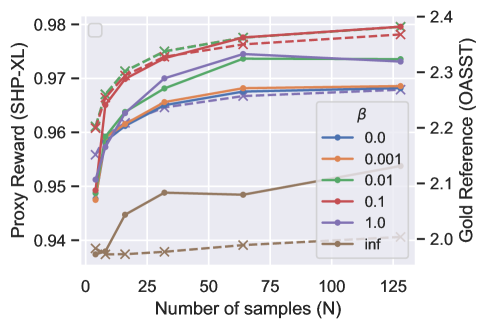 0.98
0.97
0.96
0.95
0.94
Proxy Reward (SHP-XL)
2.4
2.3
2.2
2.1
2.0
Gold Reference (OASST)
β
0.0
0.001
0.01
0.1
1.0
inf
0 25 50 75 100 125
Number of samples (N)